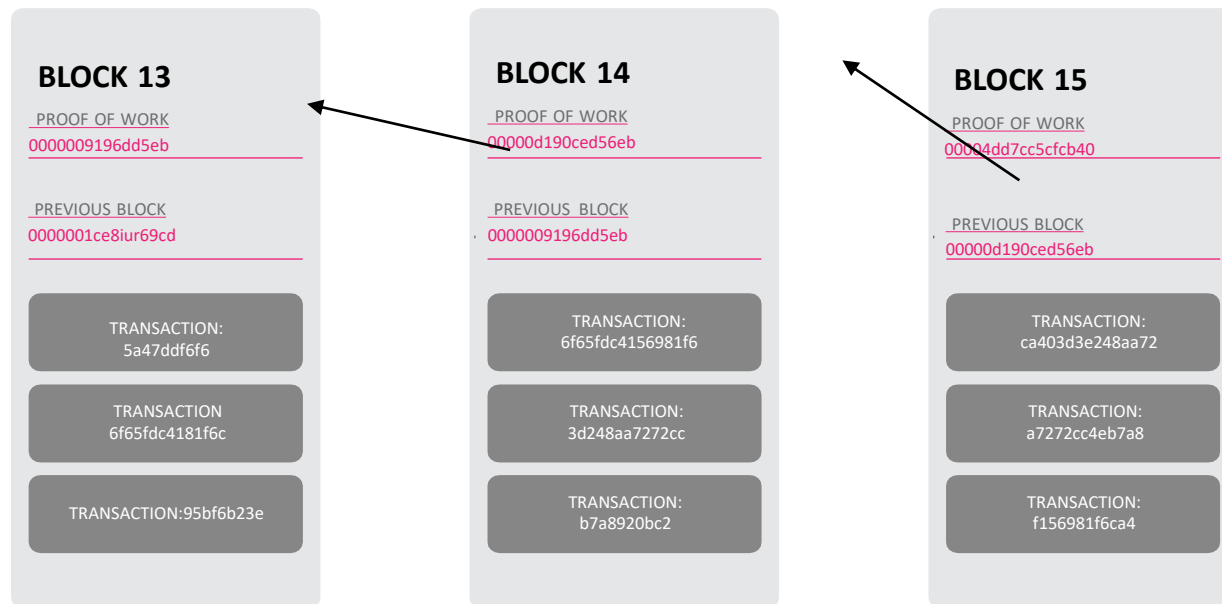 BLOCK 13
PROOF OF WORK
0000009196dd5eb
PREVIOUS BLOCK
0000001ce8iur69cd
TRANSACTION:
5a47ddf6f6
TRANSACTION
6f65fdc4181f6c
TRANSACTION:95bf6b23e
BLOCK 14
PROOF OF WORK
00000d190ced56eb
PREVIOUS BLOCK
0000009196dd5eb
TRANSACTION:
6f65fdc4156981f6
TRANSACTION:
3d248aa7272cc
TRANSACTION:
b7a8920bc2
BLOCK 15
PROOF OF WORK
00004dd7cc5cfcb40
PREVIOUS BLOCK
00000d190ced56eb
TRANSACTION:
ca403d3e248aa72
TRANSACTION:
a7272cc4eb7a8
TRANSACTION:
f156981f6ca4